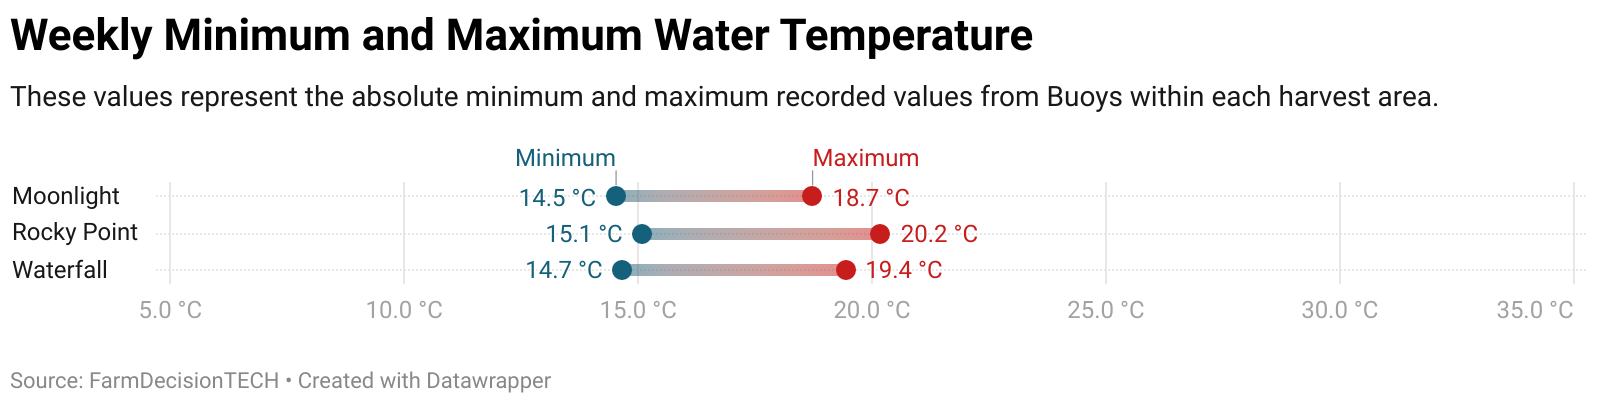 Weekly Minimum and Maximum Water Temperature
These values represent the absolute minimum and maximum recorded values from Buoys within each harvest area.
Minimum Maximum
Moonlight 14.5 °C 18.7 °C
Rocky Point 15.1 °C 20.2 °C
Waterfall 14.7 °C 19.4 °C
5.0 °C 10.0 °C 15.0 °C 20.0 °C 25.0 °C 30.0 °C 35.0 °C
Source: FarmDecisionTECH • Created with Datawrapper